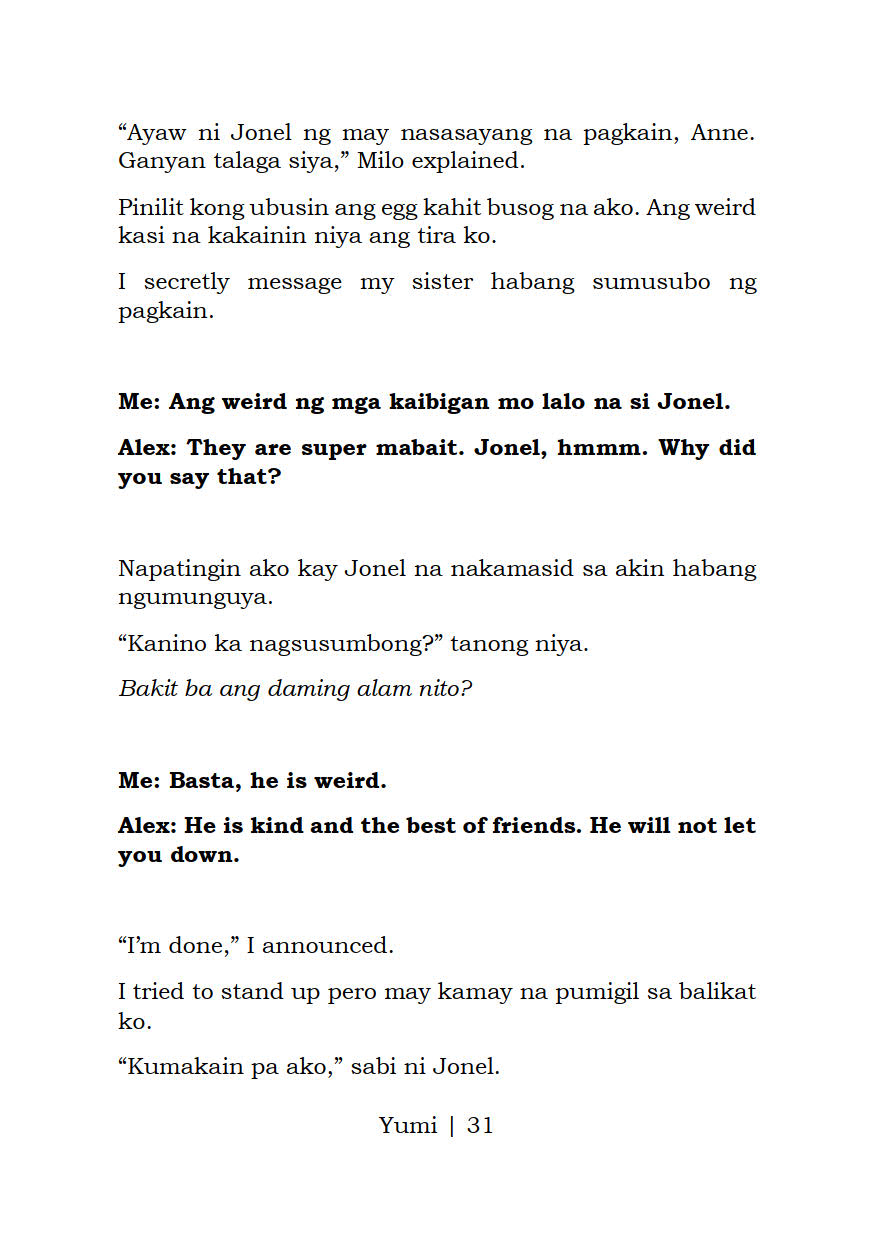 “Ayaw ni Jonel ng may nasasayang na pagkain, Anne.
Ganyan talaga siya,” Milo explained.
Pinilit kong ubusin ang egg kahit busog na ako. Ang weird
kasi na kakainin niya ang tira ko.
I secretly message my sister habang sumusubo ng
pagkain.
Me: Ang weird ng mga kaibigan mo lalo na si Jonel.
Alex: They are super mabait. Jonel, hmmm. Why did
you say that?
Napatingin ako kay Jonel na nakamasid sa akin habang
ngumunguya.
“Kanino ka nagsusumbong?” tanong niya.
Bakit ba ang daming alam nito?
Me: Basta, he is weird.
Alex: He is kind and the best of friends. He will not let
you down.
“I’m done,” I announced.
I tried to stand up pero may kamay na pumigil sa balikat
ko.
“Kumakain pa ako,” sabi ni Jonel.
Yumi | 31